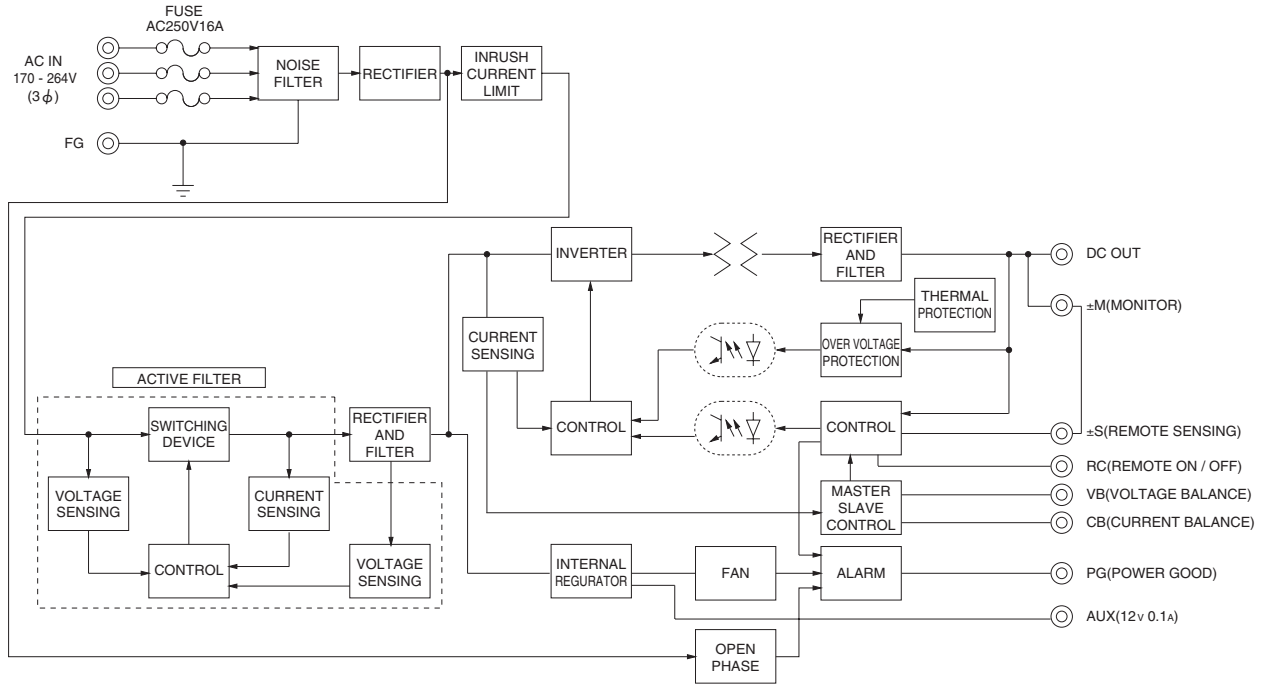 FUSE
AC250V16A
AC IN
170 - 264V
(3ϕ)
NOISE
FILTER
RECTIFIER
INRUSH
CURRENT
LIMIT
FG
INVERTER
RECTIFIER
AND
FILTER
DC OUT
THERMAL
PROTECTION
±M(MONITOR)
CURRENT
SENSING
OVER VOLTAGE
PROTECTION
ACTIVE FILTER
SWITCHING
DEVICE
RECTIFIER
AND
FILTER
CONTROL
CONTROL
±S(REMOTE SENSING)
RC(REMOTE ON / OFF)
VOLTAGE
SENSING
CURRENT
SENSING
MASTER
SLAVE
CONTROL
VB(VOLTAGE BALANCE)
CB(CURRENT BALANCE)
CONTROL
VOLTAGE
SENSING
INTERNAL
REGURATOR
FAN
ALARM
PG(POWER GOOD)
AUX(12V 0.1A)
OPEN
PHASE